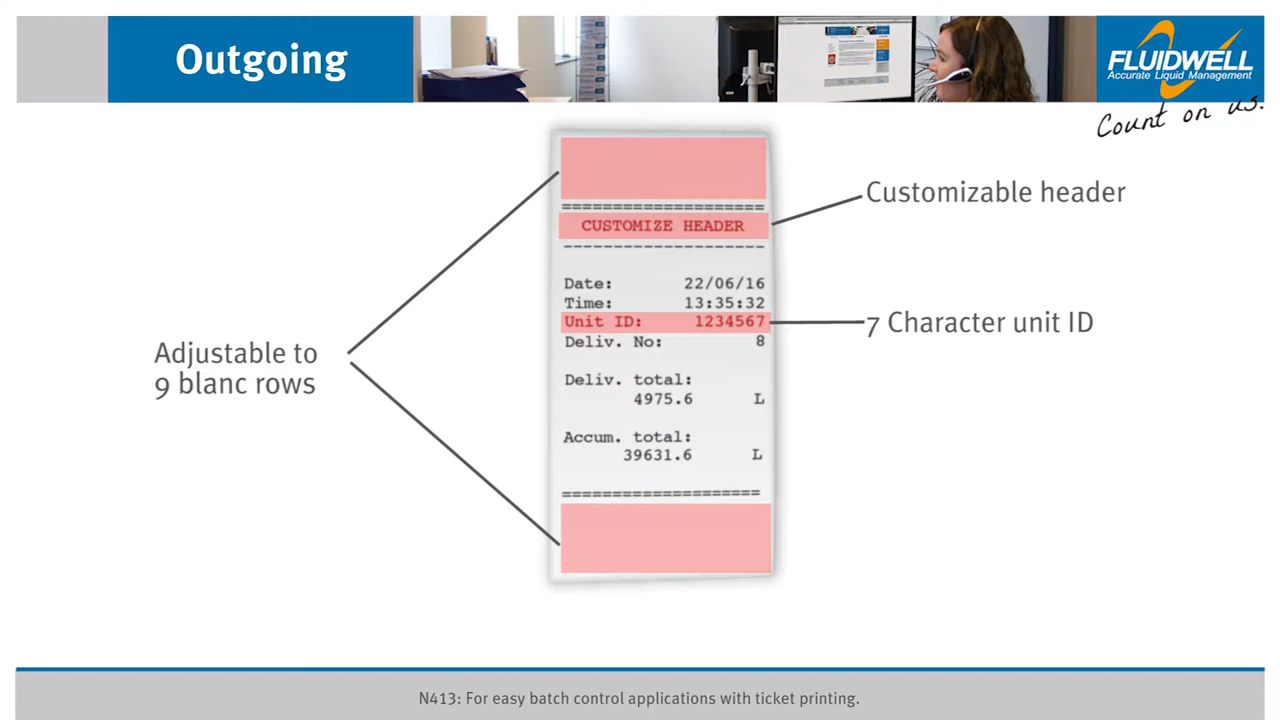 Outgoing
FLUIDWELL
Accurate Liquid Management
Count on us.
====================
CUSTOMIZE HEADER
--------------------
Date: 22/06/16
Time: 13:35:32
Unit ID: 1234567
Deliv. No: 8
Deliv. total:
4975.6 L
Accum. total:
39631.6 L
====================
Customizable header
7 Character unit ID
Adjustable to
9 blanc rows
N413: For easy batch control applications with ticket printing.